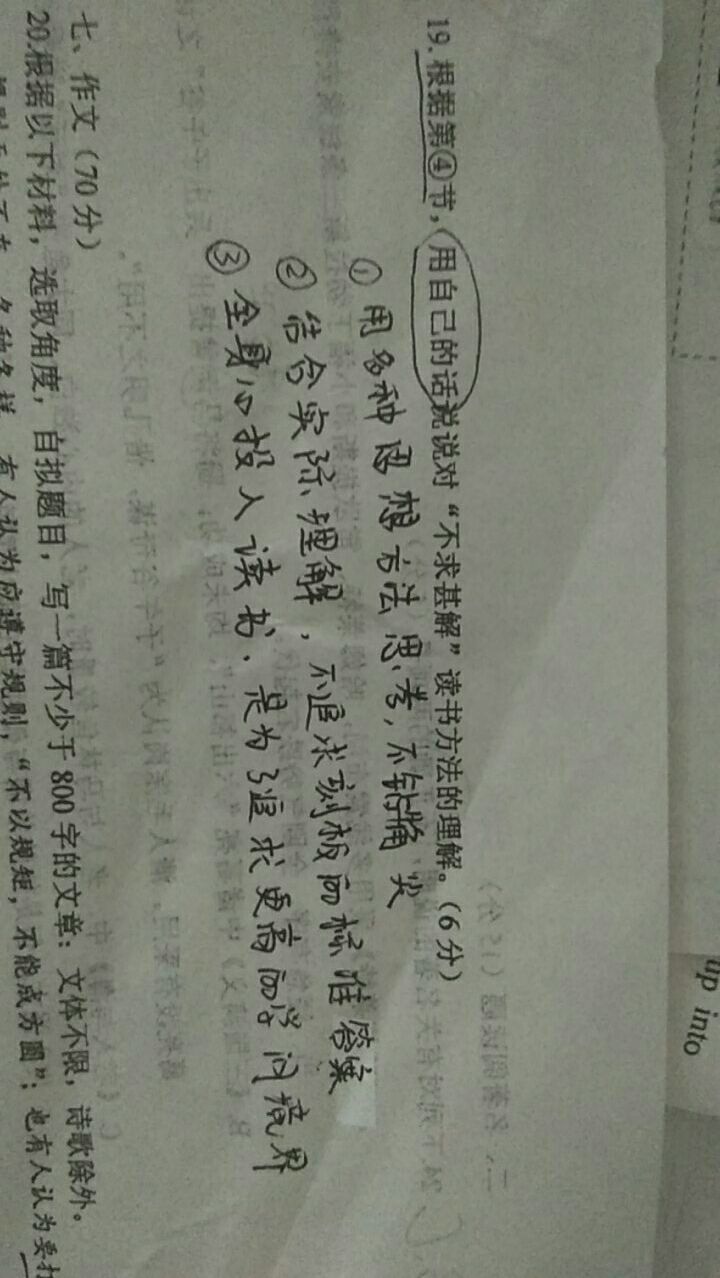 up into
19. 根据第④节，用自己的话说说对“不求甚解”读书方法的理解。（6分）
① 用多种思想方法思考，不钻牛角尖
② 结合实际理解，不追求刻板的标准答案
③ 全身心投入读书、是为了追求更高的学问境界
七、作文（70分）
20.根据以下材料，选取角度，自拟题目，写一篇不少于800字的文章；文体不限，诗歌除外。
各种各样，有人认为应遵守规则，“不以规矩，不能成方圆”；也有人认为要打